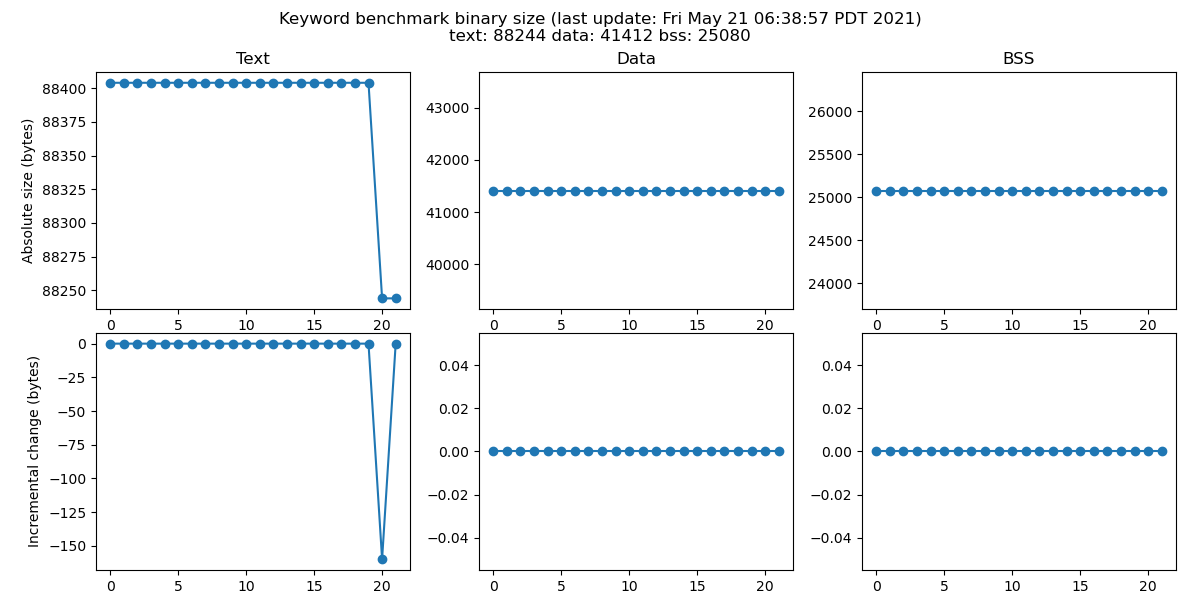 Keyword benchmark binary size (last update: Fri May 21 06:38:57 PDT 2021)
text: 88244 data: 41412 bss: 25080
Text
Absolute size (bytes)
88400
88375
88350
88325
88300
88275
88250
0 5 10 15 20
Data
43000
42000
41000
40000
0 5 10 15 20
BSS
26000
25500
25000
24500
24000
0 5 10 15 20
Incremental change (bytes)
0
−25
−50
−75
−100
−125
−150
0 5 10 15 20
0.04
0.02
0.00
−0.02
−0.04
0 5 10 15 20
0.04
0.02
0.00
−0.02
−0.04
0 5 10 15 20